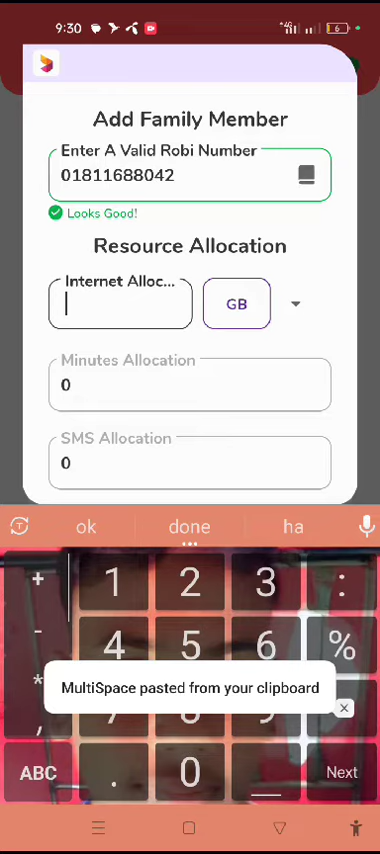 9:30
6
Add Family Member
Enter A Valid Robi Number
01811688042
Looks Good!
Resource Allocation
Internet Alloc...
GB
Minutes Allocation
0
SMS Allocation
0
ok done ha
+ 1 2 3 :
- 4 5 6 %
*
MultiSpace pasted from your clipboard
,
ABC . 0 Next